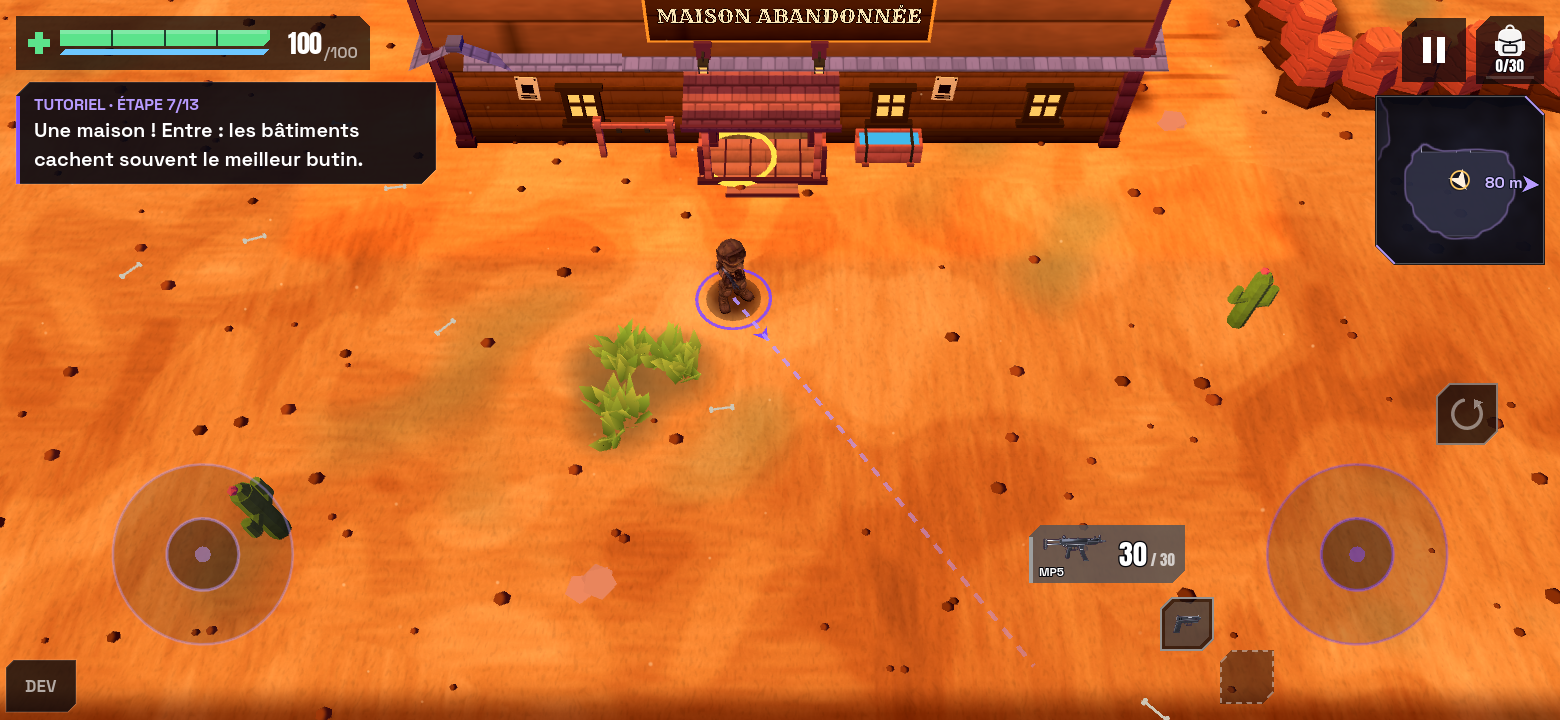 MAISON ABANDONNÉE
100/100
0/30
TUTORIEL · ÉTAPE 7/13
Une maison ! Entre : les bâtiments
cachent souvent le meilleur butin.
80 m
30 / 30
MP5
DEV